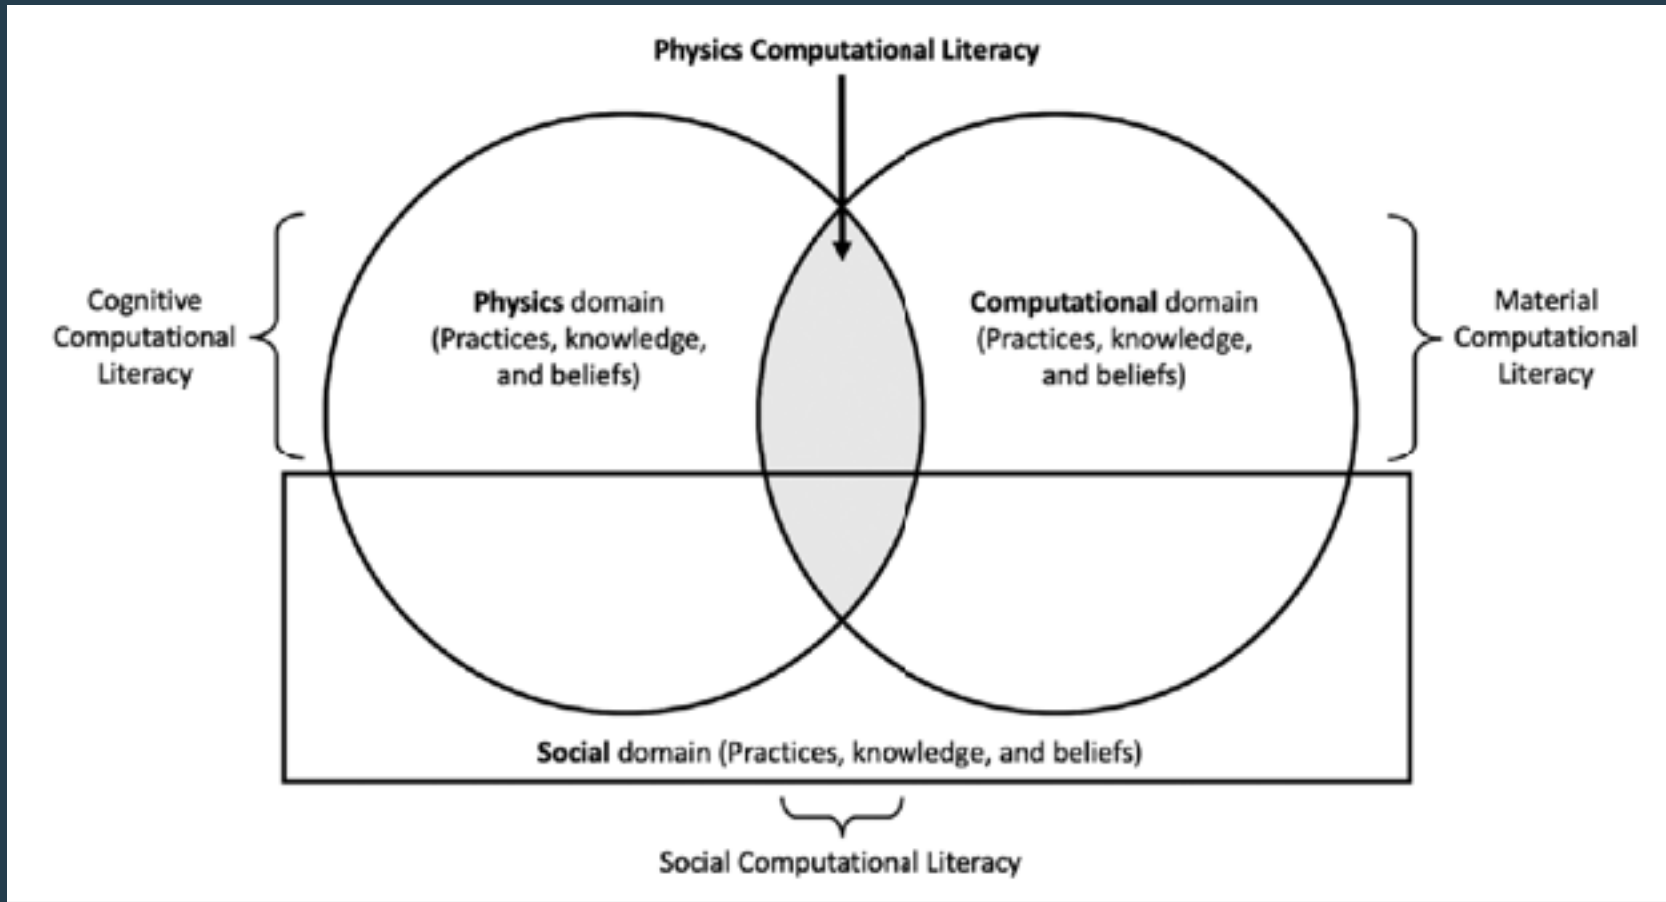 Physics Computational Literacy
Cognitive
Computational
Literacy
Physics domain
(Practices, knowledge,
and beliefs)
Computational domain
(Practices, knowledge,
and beliefs)
Material
Computational
Literacy
Social domain (Practices, knowledge, and beliefs)
Social Computational Literacy